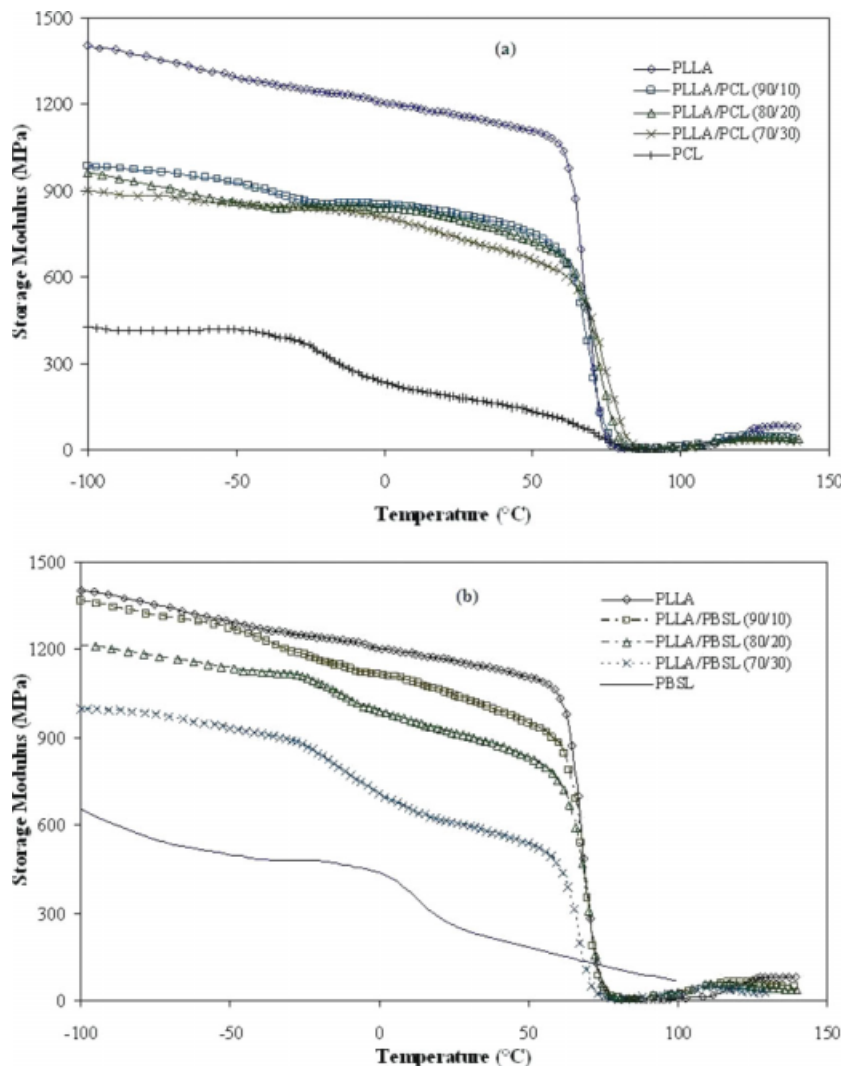 1500
1200
900
600
300
0
Storage Modulus (MPa)
(a)
PLLA
PLLA/PCL (90/10)
PLLA/PCL (80/20)
PLLA/PCL (70/30)
PCL
-100 -50 0 50 100 150
Temperature (°C)
1500
1200
900
600
300
0
Storage Modulus (MPa)
(b)
PLLA
PLLA/PBSL (90/10)
PLLA/PBSL (80/20)
PLLA/PBSL (70/30)
PBSL
-100 -50 0 50 100 150
Temperature (°C)